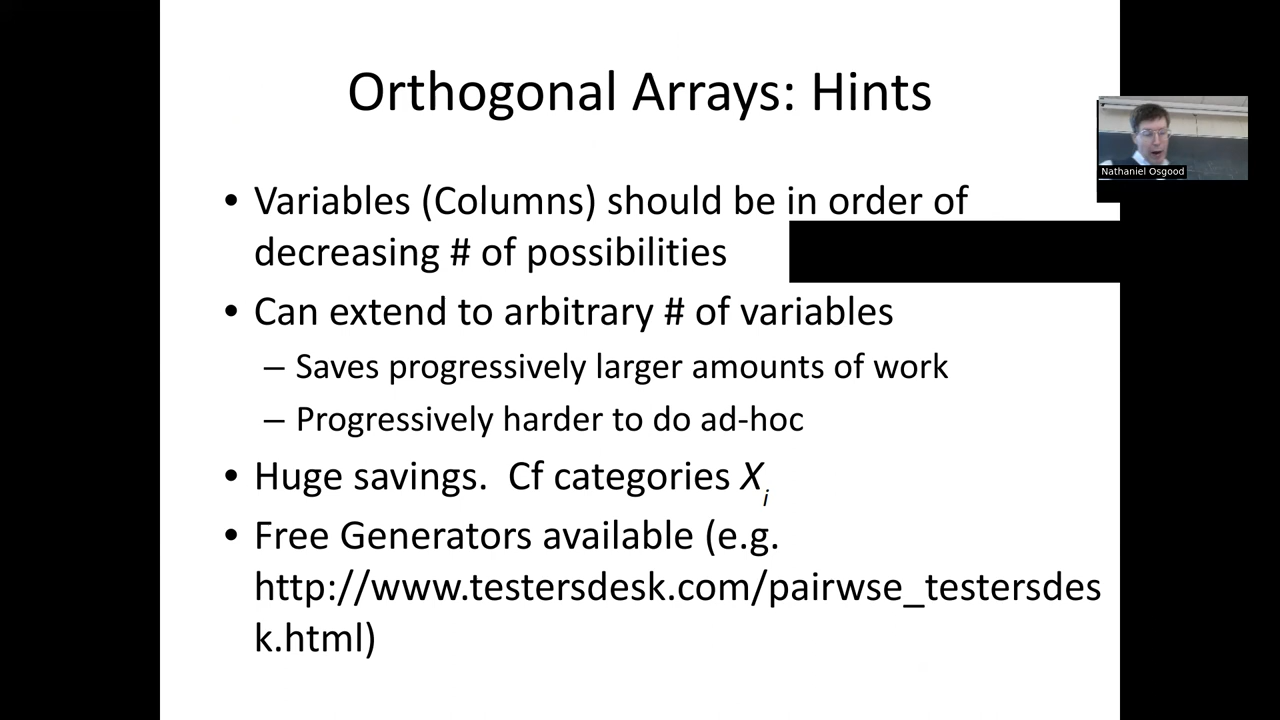 Orthogonal Arrays: Hints
• Variables (Columns) should be in order of
decreasing # of possibilities
• Can extend to arbitrary # of variables
– Saves progressively larger amounts of work
– Progressively harder to do ad-hoc
• Huge savings.  Cf categories Xi
• Free Generators available (e.g.
http://www.testersdesk.com/pairwse_testersdes
k.html)
Nathaniel Osgood